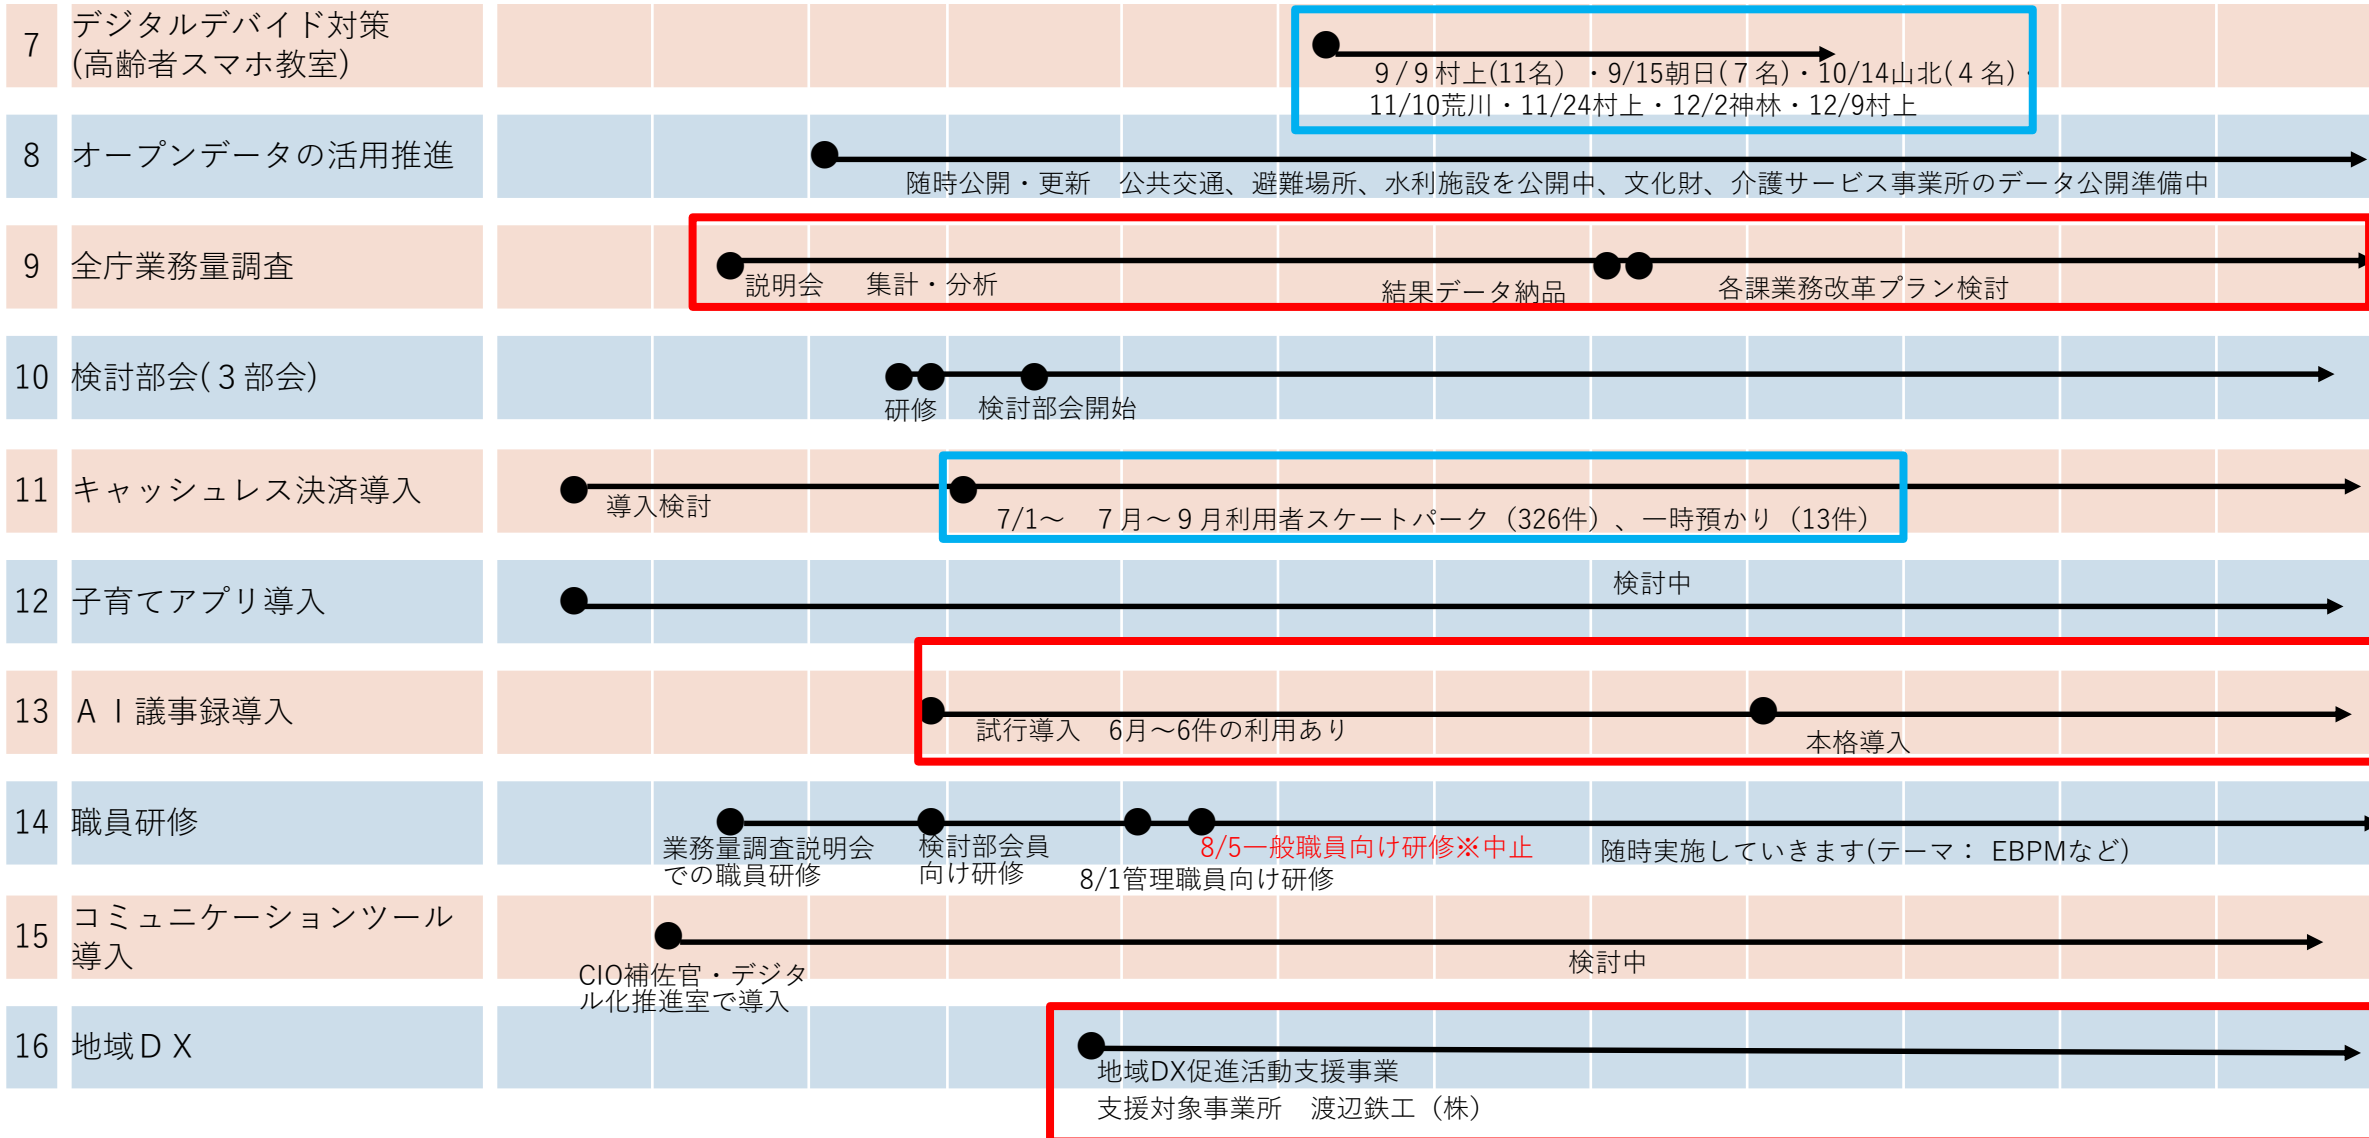 7 デジタルデバイド対策
(高齢者スマホ教室)
9/9村上(11名)・9/15朝日(7名)・10/14山北(4名)・
11/10荒川・11/24村上・12/2神林・12/9村上
8 オープンデータの活用推進
随時公開・更新　公共交通、避難場所、水利施設を公開中、文化財、介護サービス事業所のデータ公開準備中
9 全庁業務量調査
説明会 集計・分析 結果データ納品 各課業務改革プラン検討
10 検討部会(3部会)
研修 検討部会開始
11 キャッシュレス決済導入
導入検討 7/1～　7月～9月利用者スケートパーク（326件）、一時預かり（13件）
12 子育てアプリ導入
検討中
13 ＡＩ議事録導入
試行導入　6月～6件の利用あり 本格導入
14 職員研修
業務量調査説明会
での職員研修
検討部会員
向け研修
8/1管理職員向け研修
8/5一般職員向け研修※中止
随時実施していきます(テーマ： EBPMなど)
15 コミュニケーションツール
導入
CIO補佐官・デジタ
ル化推進室で導入
検討中
16 地域ＤＸ
地域DX促進活動支援事業
支援対象事業所　渡辺鉄工（株）